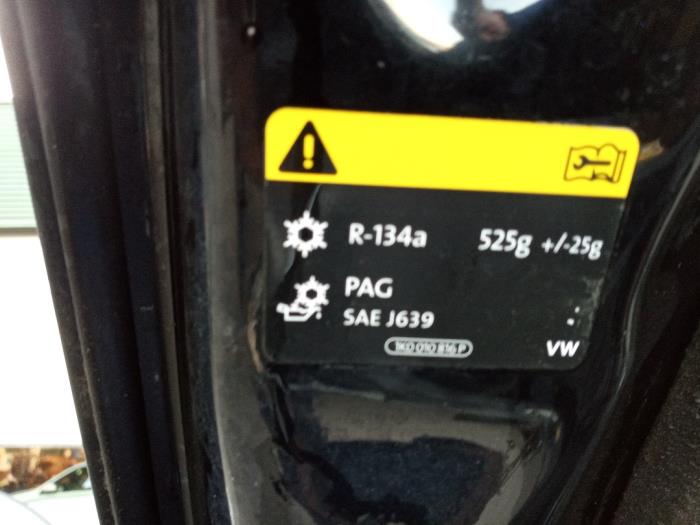 R-134a 525g +/-25g
PAG
SAE J639
1K0 010 816 P
VW